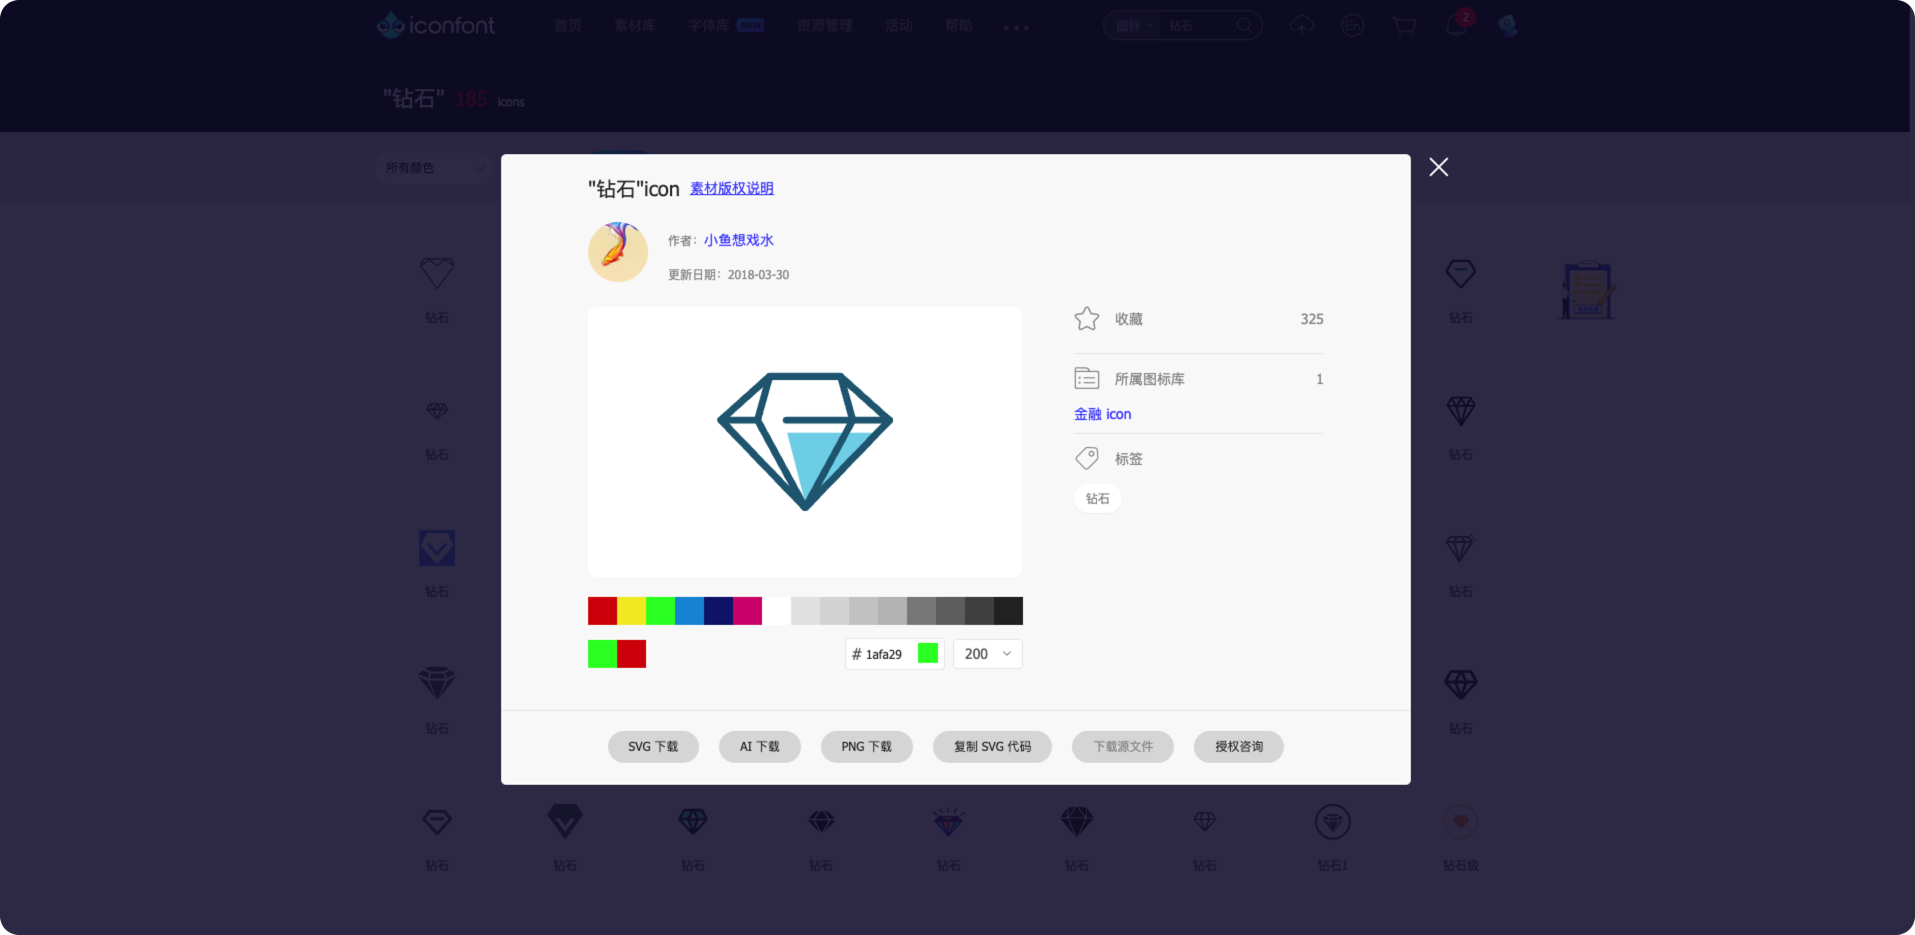 iconfont 首页 素材库 字体库 NEW 资源管理 活动 帮助 图标 钻石 En 2
"钻石" 185 icons
所有颜色
"钻石"icon 素材版权说明
作者：小鱼想戏水
更新日期：2018-03-30
收藏 325
所属图标库 1
金融 icon
标签
钻石
# 1afa29 200
SVG 下载 AI 下载 PNG 下载 复制 SVG 代码 下载源文件 授权咨询
钻石 钻石
钻石 钻石
钻石 钻石
钻石 钻石
钻石 钻石 钻石 钻石 钻石 钻石 钻石 钻石1 钻石级